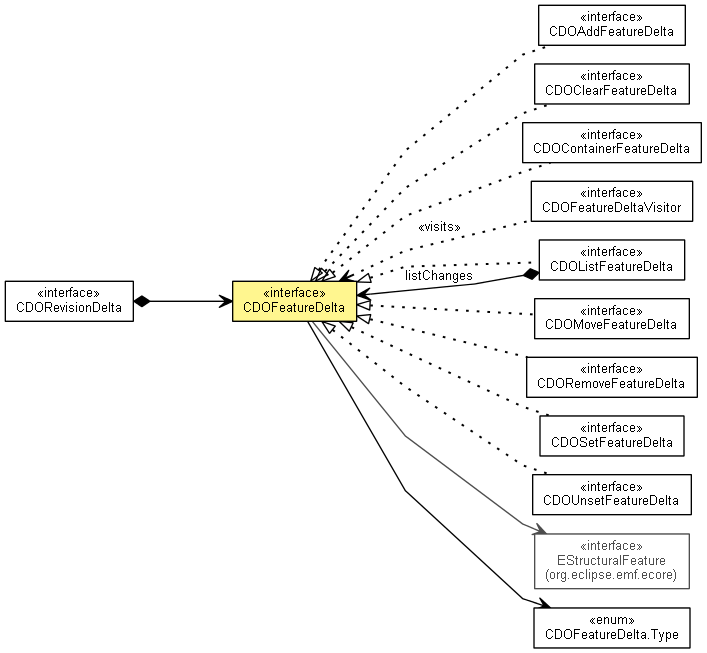 «interface»
CDOAddFeatureDelta
«interface»
CDOClearFeatureDelta
«interface»
CDOContainerFeatureDelta
«interface»
CDOFeatureDeltaVisitor
«visits»
«interface»
CDOListFeatureDelta
listChanges
«interface»
CDORevisionDelta
«interface»
CDOFeatureDelta
«interface»
CDOMoveFeatureDelta
«interface»
CDORemoveFeatureDelta
«interface»
CDOSetFeatureDelta
«interface»
CDOUnsetFeatureDelta
«interface»
EStructuralFeature
(org.eclipse.emf.ecore)
«enum»
CDOFeatureDelta.Type